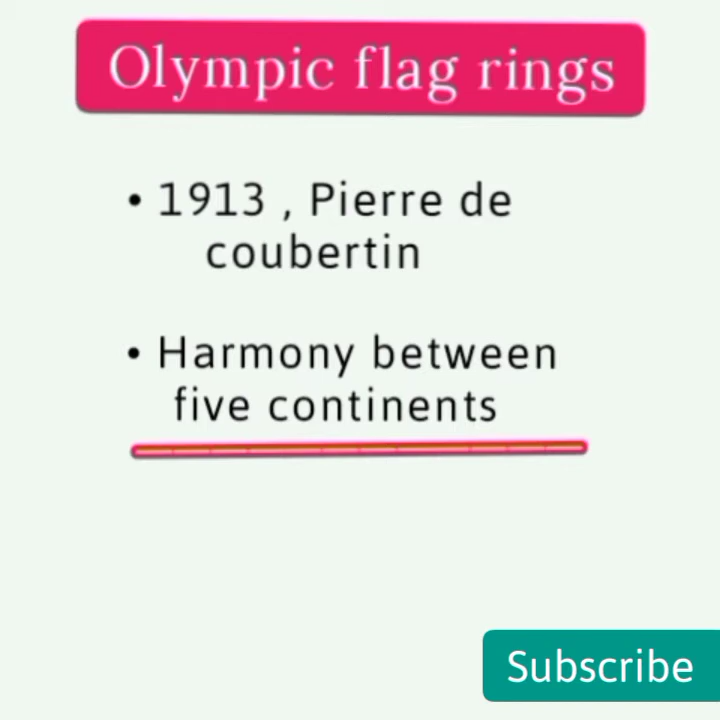 Olympic flag rings
• 1913 , Pierre de
coubertin
• Harmony between
five continents
Subscribe